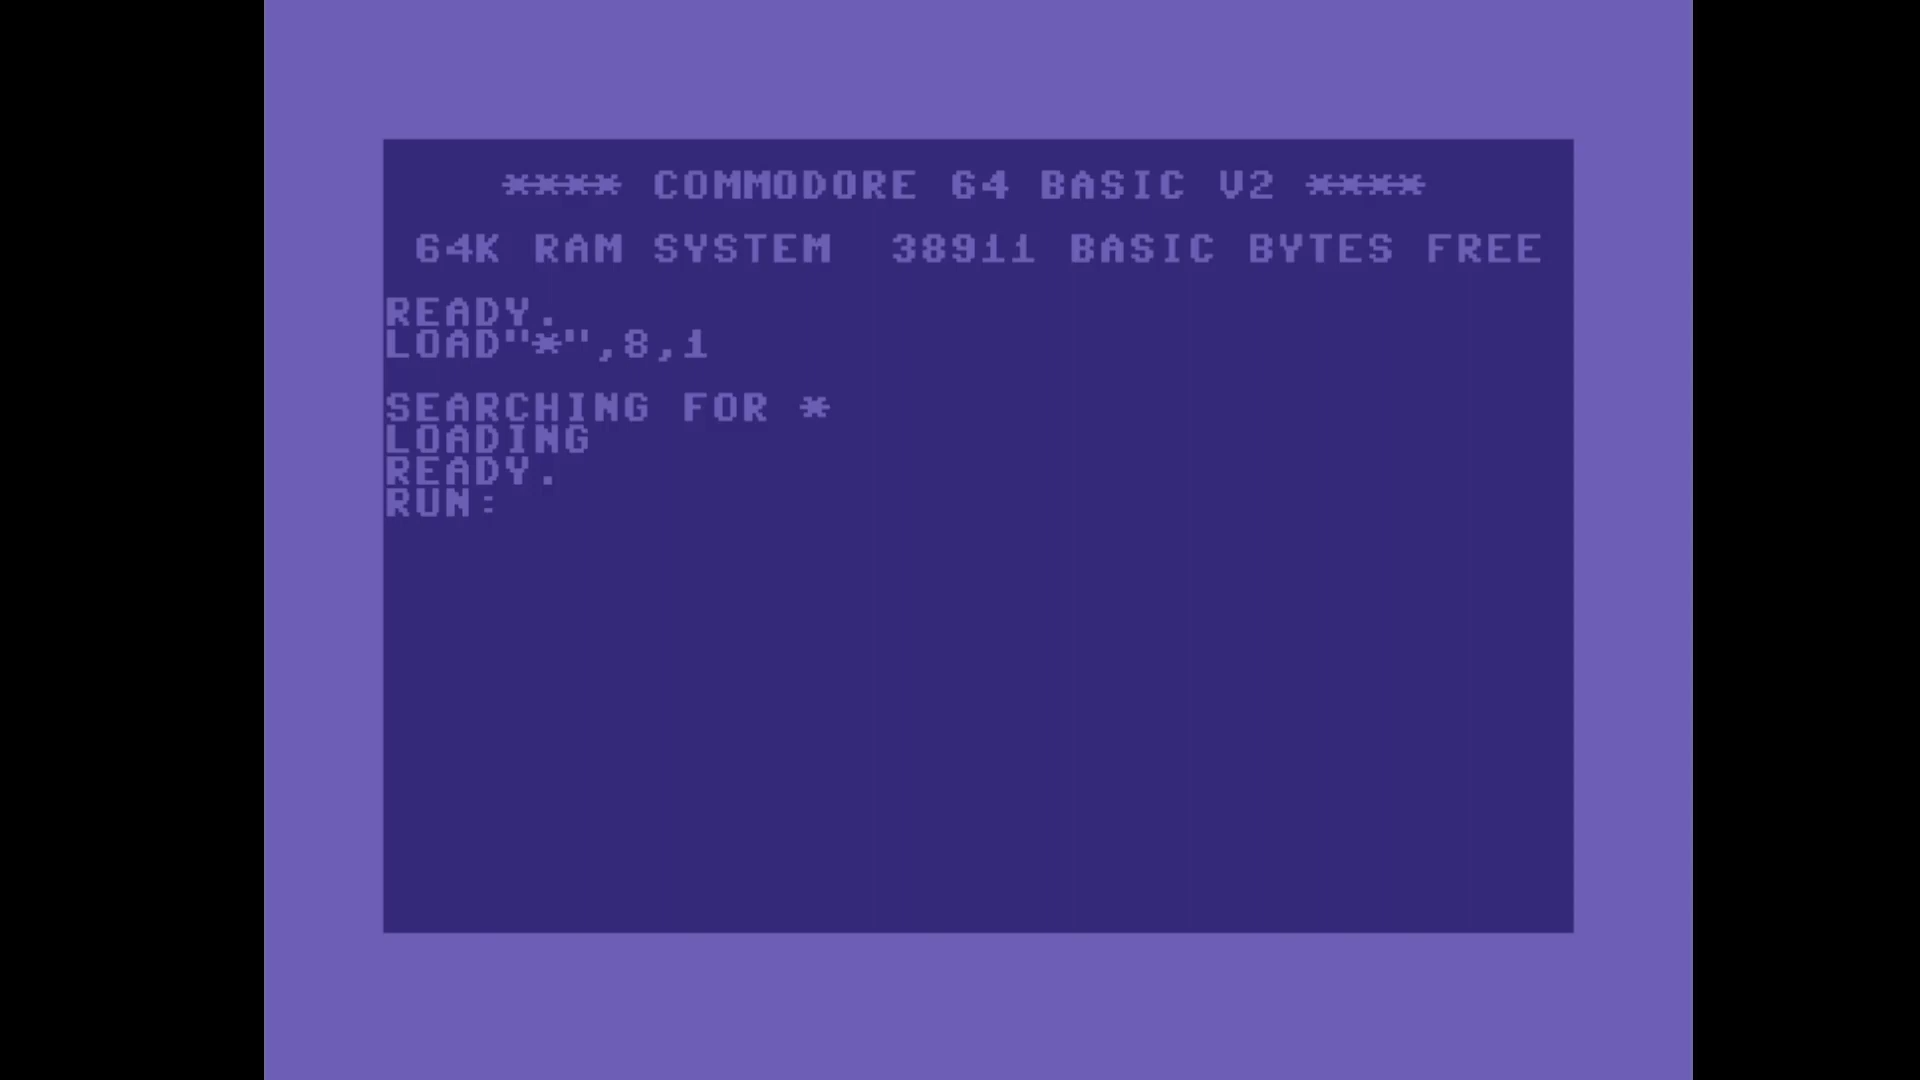 **** COMMODORE 64 BASIC V2 ****
64K RAM SYSTEM  38911 BASIC BYTES FREE
READY.
LOAD"*",8,1
SEARCHING FOR *
LOADING
READY.
RUN: